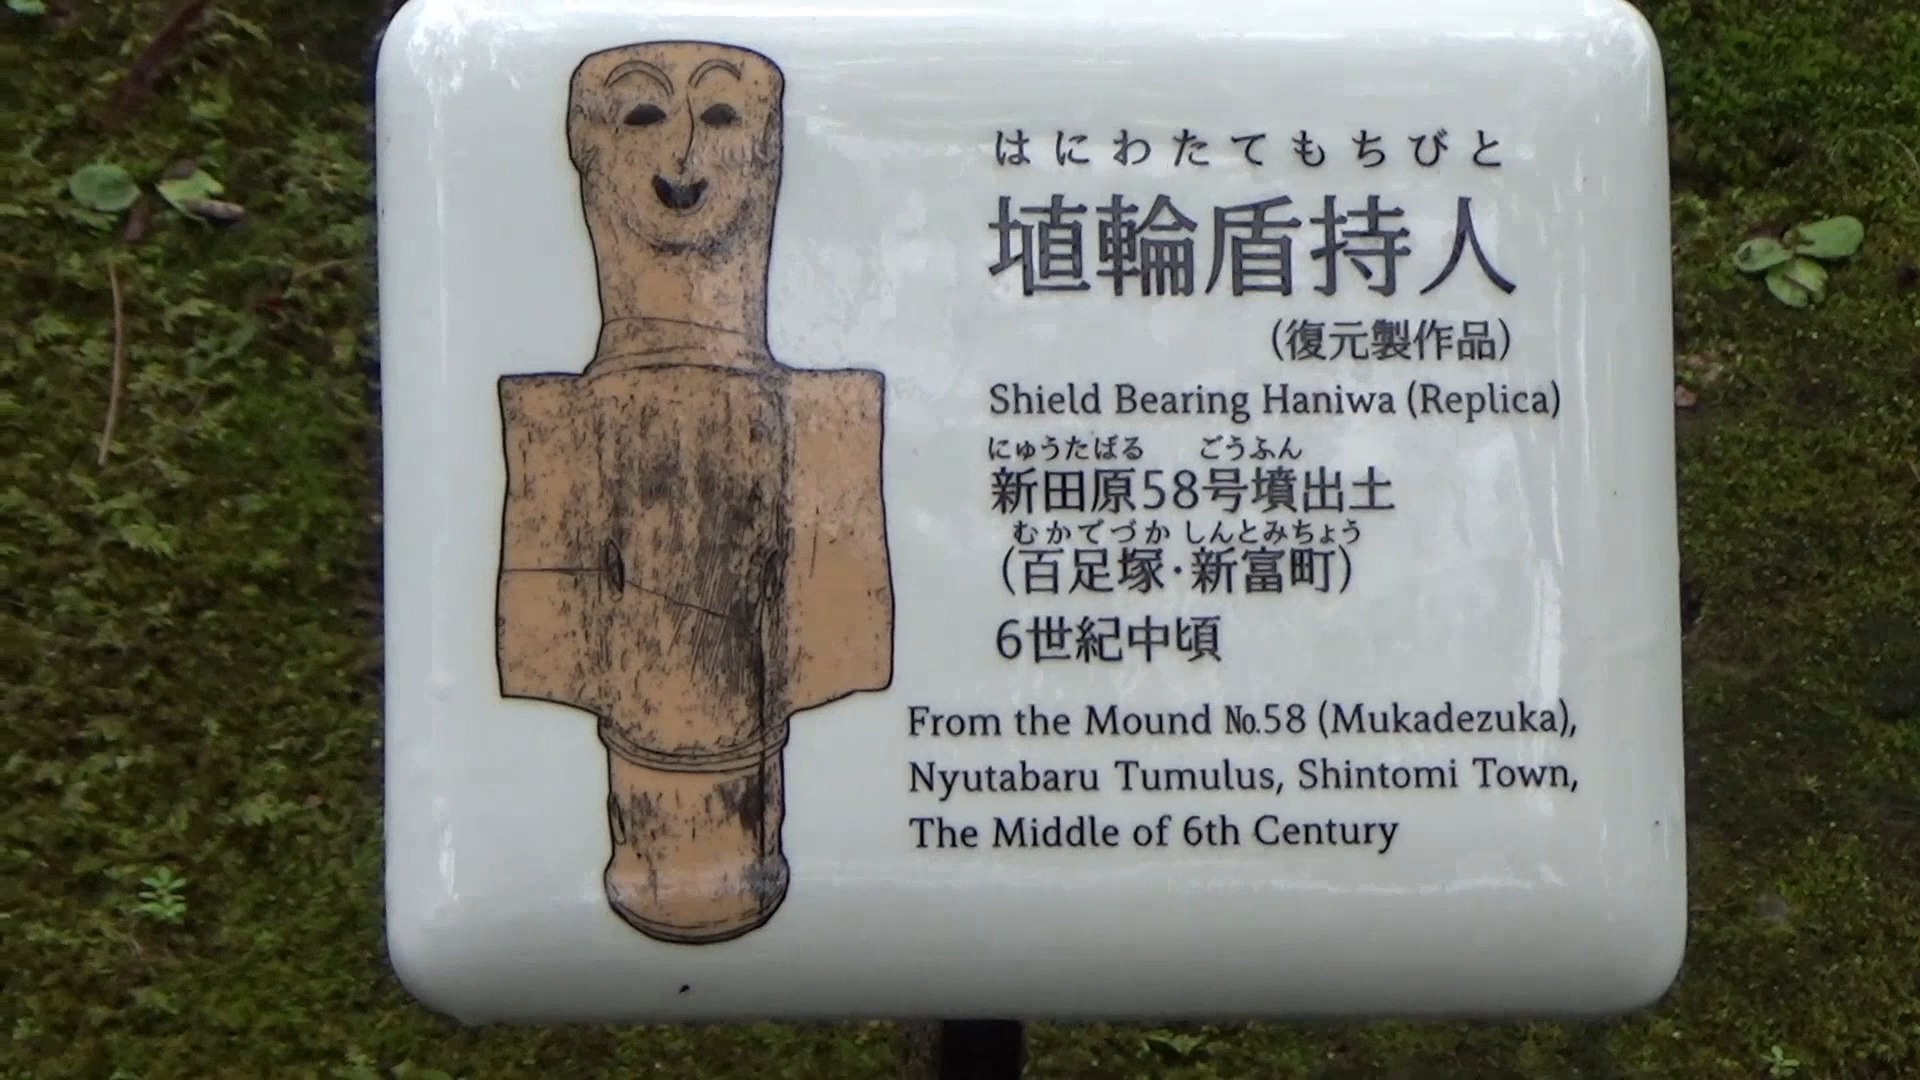 はにわたてもちびと
埴輪盾持人
(復元製作品)
Shield Bearing Haniwa (Replica)
にゅうたばる ごうふん
新田原58号墳出土
むかでづか しんとみちょう
(百足塚・新富町)
6世紀中頃
From the Mound №58 (Mukadezuka),
Nyutabaru Tumulus, Shintomi Town,
The Middle of 6th Century